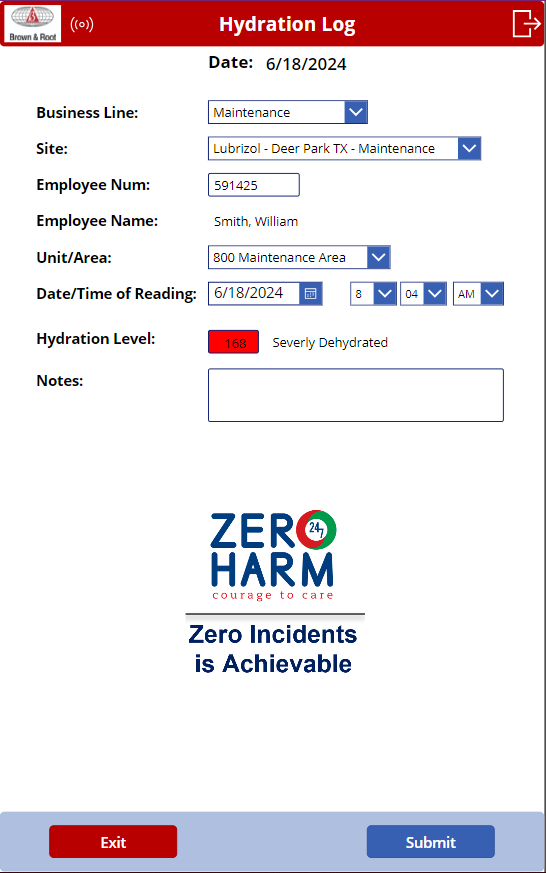 Brown & Root
Hydration Log
Date: 6/18/2024
Business Line: Maintenance
Site: Lubrizol - Deer Park TX - Maintenance
Employee Num: 591425
Employee Name: Smith, William
Unit/Area: 800 Maintenance Area
Date/Time of Reading: 6/18/2024 8 04 AM
Hydration Level: 168 Severly Dehydrated
Notes:
ZERO 24/7
HARM
courage to care
Zero Incidents
is Achievable
Exit Submit